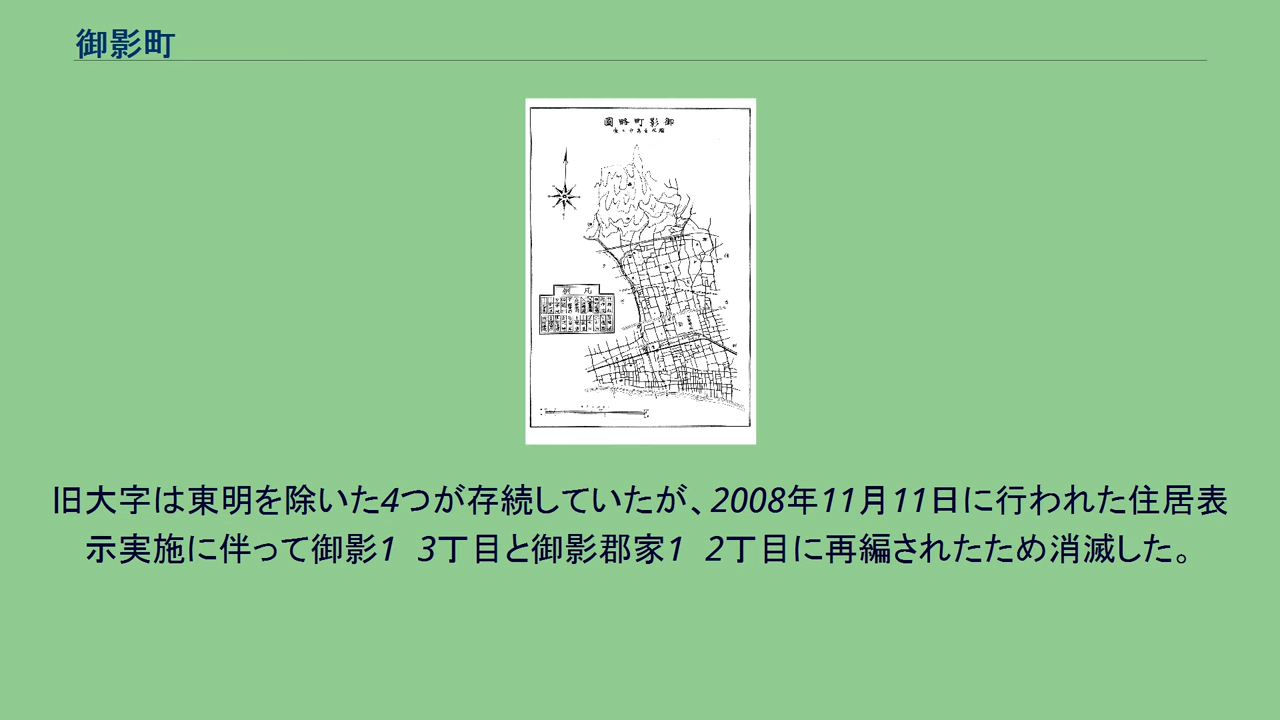 御影町
御影町略圖
凡例
旧大字は東明を除いた4つが存続していたが、2008年11月11日に行われた住居表
示実施に伴って御影1 3丁目と御影郡家1 2丁目に再編されたため消滅した。